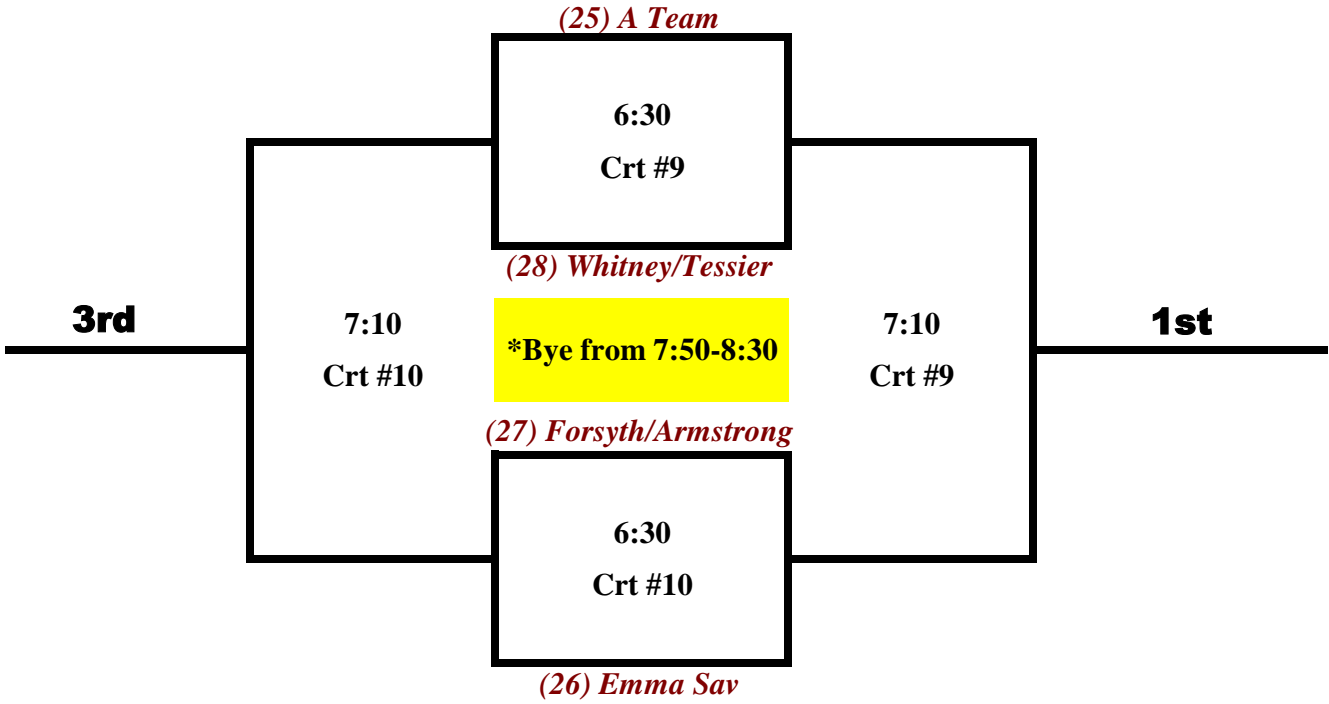 (25) A Team
6:30
Crt #9
(28) Whitney/Tessier
3rd
7:10
Crt #10
*Bye from 7:50-8:30
7:10
Crt #9
1st
(27) Forsyth/Armstrong
6:30
Crt #10
(26) Emma Sav